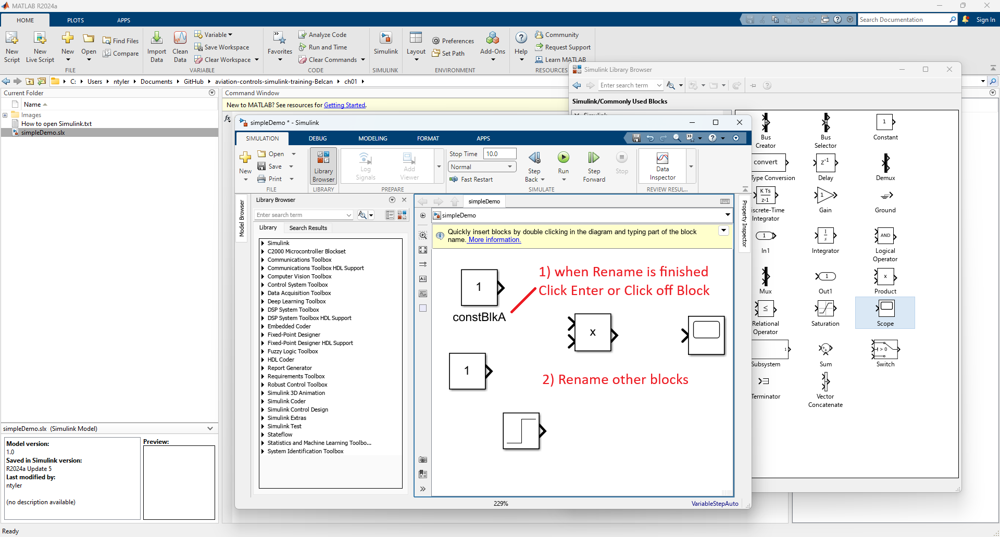 MATLAB R2024a
HOME
PLOTS
APPS
Search Documentation
Sign In
New Script
New Live Script
New
Open
Find Files
Compare
Import Data
Clean Data
Variable
Save Workspace
Clear Workspace
Favorites
Analyze Code
Run and Time
Clear Commands
Simulink
Layout
Preferences
Set Path
Add-Ons
Help
Community
Request Support
Learn MATLAB
FILE
VARIABLE
CODE
SIMULINK
ENVIRONMENT
RESOURCES
C: Users ntyler Documents GitHub aviation-controls-simulink-training-Belcan ch01
Current Folder
Name
Images
How to open Simulink.txt
simpleDemo.slx
simpleDemo.slx (Simulink Model)
Model version:
1.0
Saved in Simulink version:
R2024a Update 5
Last modified by:
ntyler
(no description available)
Preview:
Ready
Command Window
New to MATLAB? See resources for Getting Started.
fx
simpleDemo * - Simulink
SIMULATION
DEBUG
MODELING
FORMAT
APPS
New
Open
Save
Print
FILE
Library Browser
LIBRARY
Log Signals
Add Viewer
PREPARE
Stop Time 10.0
Normal
Fast Restart
Step Back
Run
Step Forward
Stop
SIMULATE
Data Inspector
REVIEW RESUL...
Model Browser
Library Browser
Enter search term
Library
Search Results
Simulink
C2000 Microcontroller Blockset
Communications Toolbox
Communications Toolbox HDL Support
Computer Vision Toolbox
Control System Toolbox
Data Acquisition Toolbox
Deep Learning Toolbox
DSP System Toolbox
DSP System Toolbox HDL Support
Embedded Coder
Fixed-Point Designer
Fixed-Point Designer HDL Support
Fuzzy Logic Toolbox
HDL Coder
Report Generator
Requirements Toolbox
Robust Control Toolbox
Simulink 3D Animation
Simulink Coder
Simulink Control Design
Simulink Extras
Simulink Test
Stateflow
Statistics and Machine Learning Toolbo...
System Identification Toolbox
simpleDemo
simpleDemo
Quickly insert blocks by double clicking in the diagram and typing part of the block
name. More information.
Property Inspector
1
constBlkA
1) when Rename is finished
Click Enter or Click off Block
x
1
2) Rename other blocks
229%
VariableStepAuto
Simulink Library Browser
Enter search term
Simulink/Commonly Used Blocks
Bus Creator
Bus Selector
1
Constant
convert
Type Conversion
z-1
Delay
Demux
K Ts
z-1
iscrete-Time
Integrator
1
Gain
Ground
1
In1
1
s
Integrator
AND
Logical Operator
Mux
1
Out1
x
Product
≤
Relational Operator
Saturation
Scope
1
Subsystem
Sum
> 0
Switch
Terminator
Vector Concatenate